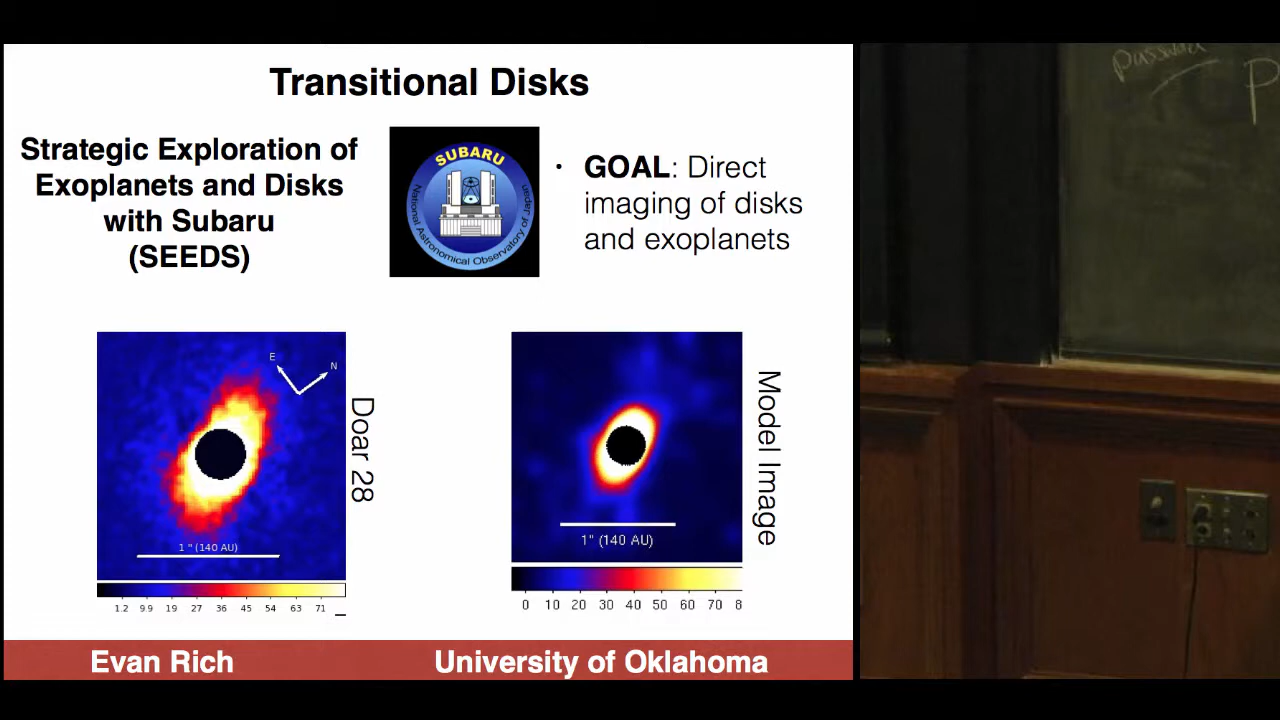 Transitional Disks
Strategic Exploration of
Exoplanets and Disks
with Subaru
(SEEDS)
SUBARU
National Astronomical Observatory of Japan
• GOAL: Direct
imaging of disks
and exoplanets
E
N
1 " (140 AU)
Doar 28
1.2 9.9 19 27 36 45 54 63 71
1" (140 AU)
Model Image
0 10 20 30 40 50 60 70 8
Evan Rich
University of Oklahoma
password
P